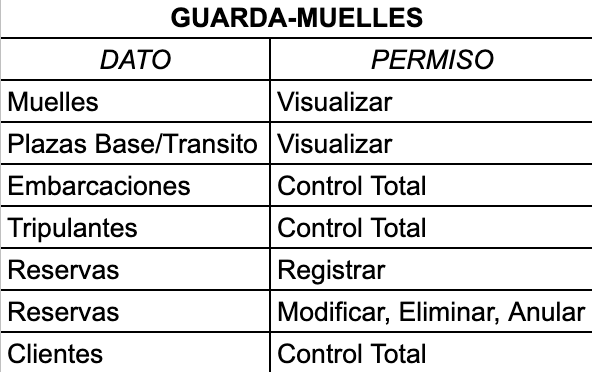 GUARDA-MUELLES
DATO PERMISO
Muelles Visualizar
Plazas Base/Transito Visualizar
Embarcaciones Control Total
Tripulantes Control Total
Reservas Registrar
Reservas Modificar, Eliminar, Anular
Clientes Control Total